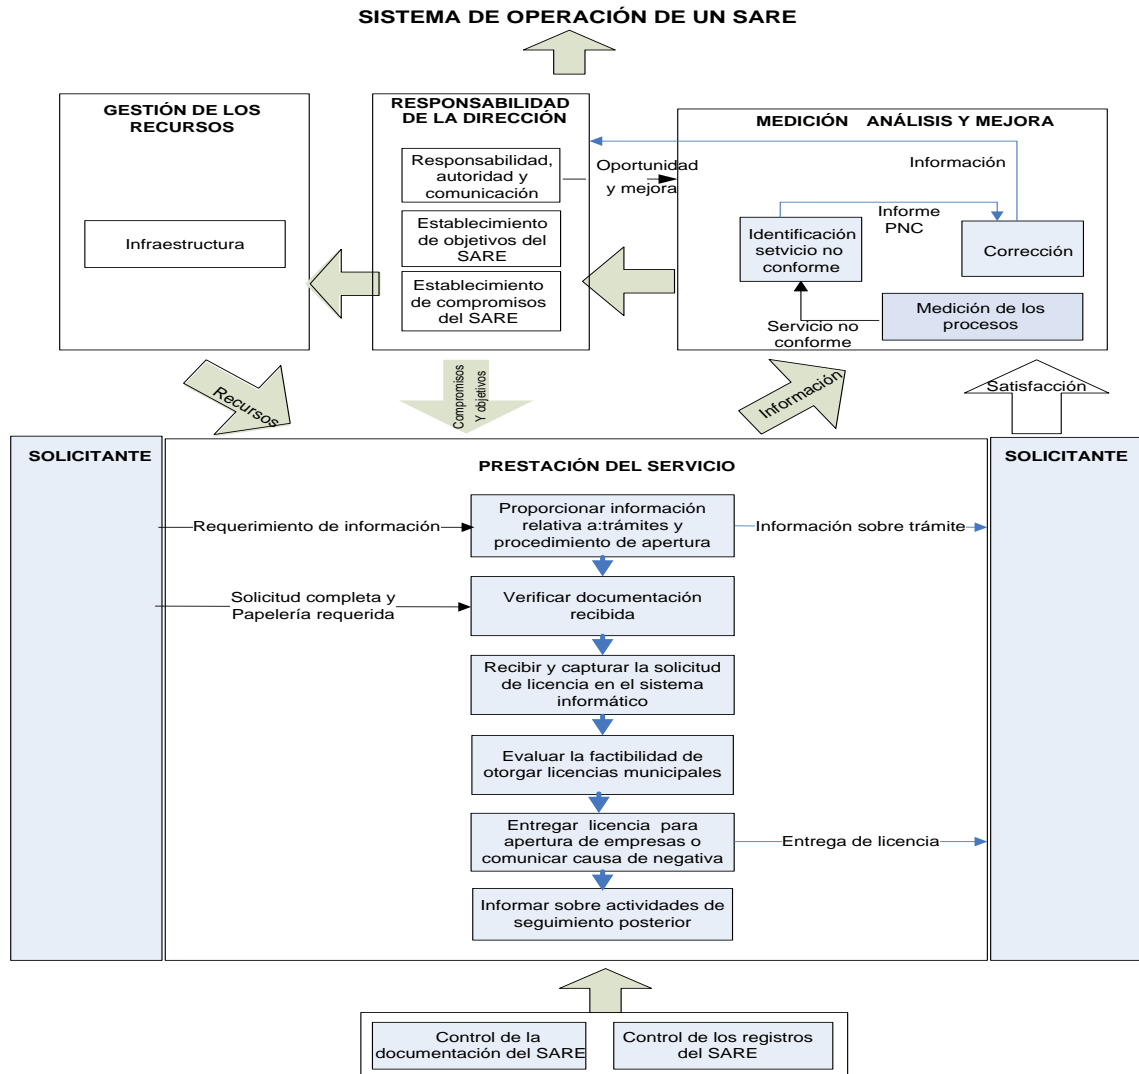 SISTEMA DE OPERACIÓN DE UN SARE
GESTIÓN DE LOS
RECURSOS
Infraestructura
RESPONSABILIDAD
DE LA DIRECCIÓN
Responsabilidad,
autoridad y
comunicación
Establecimiento
de objetivos del
SARE
Establecimiento
de compromisos
del SARE
Oportunidad
y mejora
MEDICIÓN ANÁLISIS Y MEJORA
Información
Informe
PNC
Identificación
setvicio no
conforme
Corrección
Medición de los
procesos
Servicio no
conforme
Recursos
Compromisos
Y objetivos
Información
Satisfacción
SOLICITANTE
PRESTACIÓN DEL SERVICIO
SOLICITANTE
Requerimiento de información
Proporcionar información
relativa a:trámites y
procedimiento de apertura
Información sobre trámite
Solicitud completa y
Papelería requerida
Verificar documentación
recibida
Recibir y capturar la solicitud
de licencia en el sistema
informático
Evaluar la factibilidad de
otorgar licencias municipales
Entregar licencia para
apertura de empresas o
comunicar causa de negativa
Entrega de licencia
Informar sobre actividades de
seguimiento posterior
Control de la
documentación del SARE
Control de los registros
del SARE